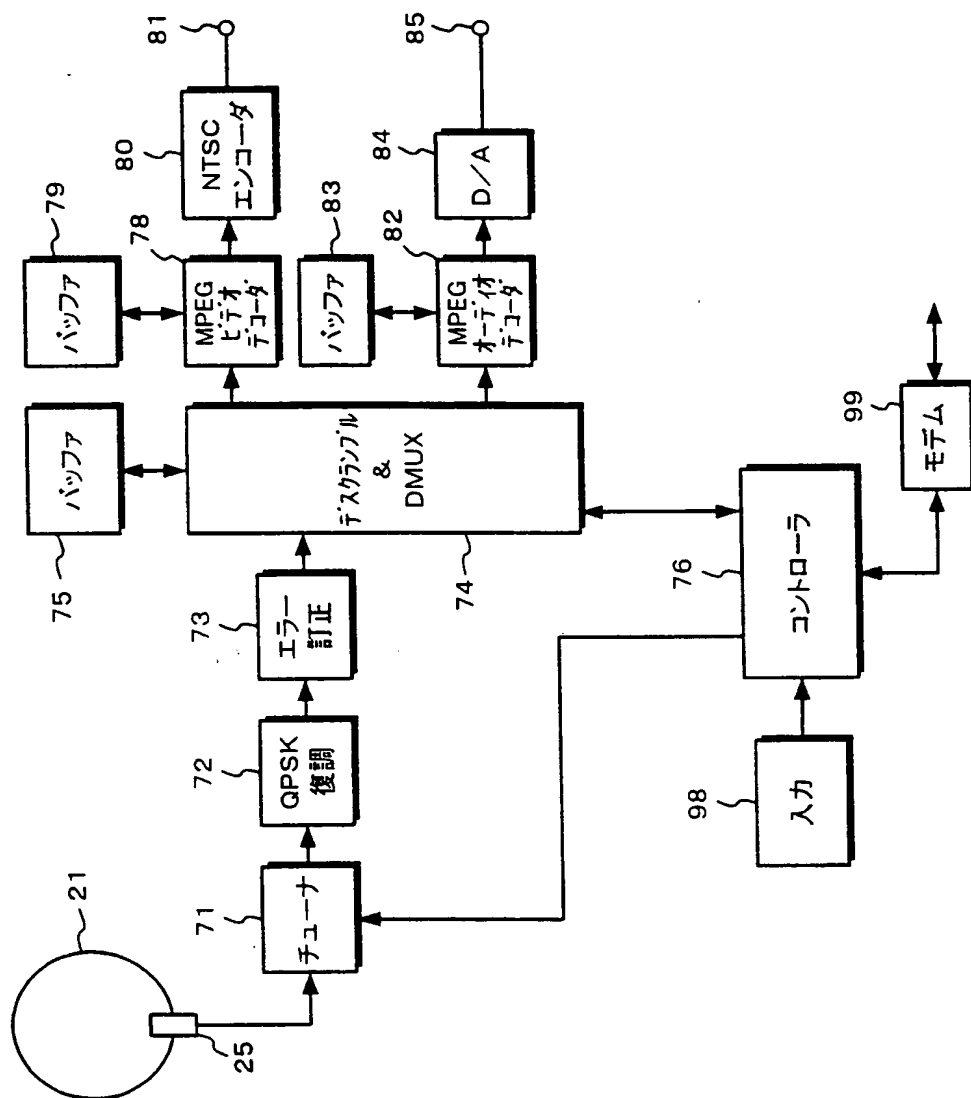 21
25
71
チューナ
72
QPSK
復調
73
エラー
訂正
74
デスクランブル
&
DMUX
75
バッファ
78
MPEG
ビデオ
デコーダ
79
バッファ
80
NTSC
エンコーダ
81
82
MPEG
オーディオ
デコーダ
83
バッファ
84
D/A
85
98
入力
76
コントローラ
99
モデム